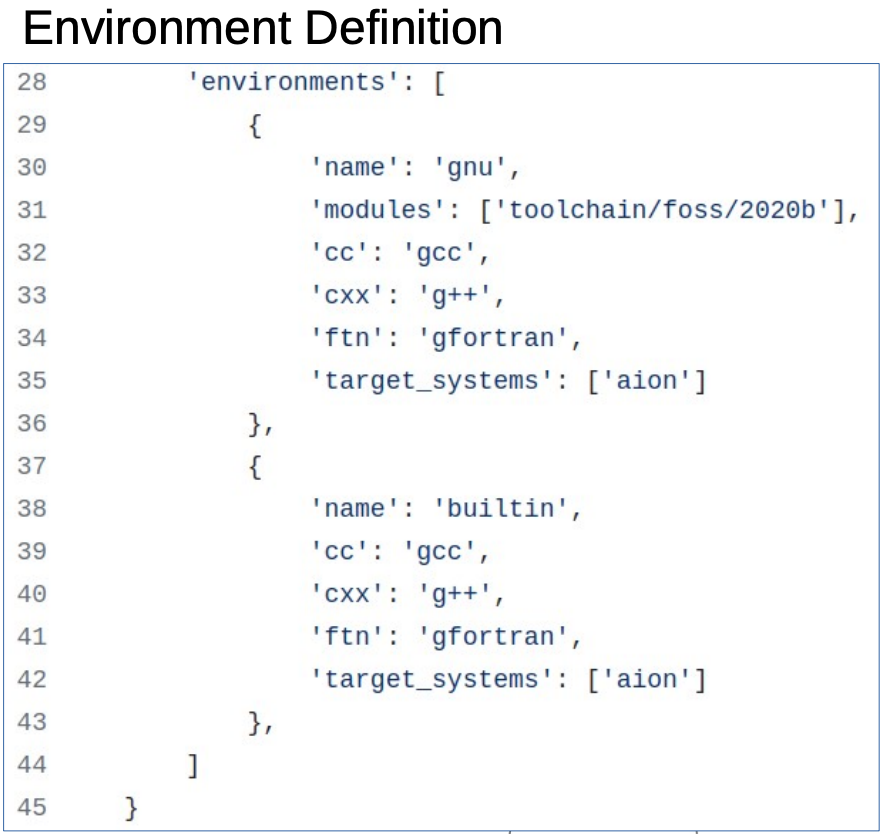 Environment Definition
28         'environments': [
29             {
30                 'name': 'gnu',
31                 'modules': ['toolchain/foss/2020b'],
32                 'cc': 'gcc',
33                 'cxx': 'g++',
34                 'ftn': 'gfortran',
35                 'target_systems': ['aion']
36             },
37             {
38                 'name': 'builtin',
39                 'cc': 'gcc',
40                 'cxx': 'g++',
41                 'ftn': 'gfortran',
42                 'target_systems': ['aion']
43             },
44         ]
45     }